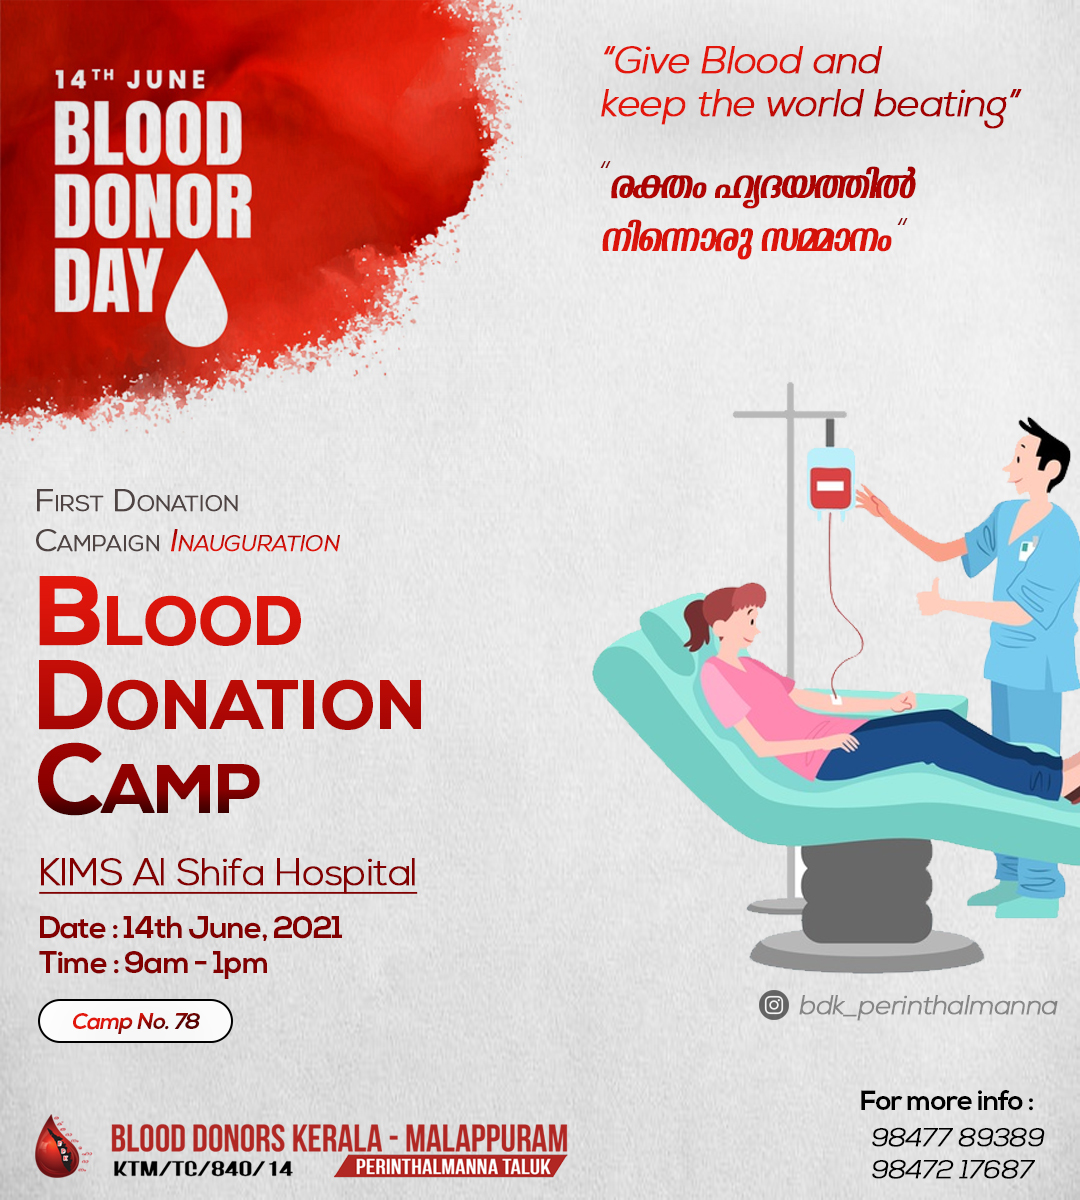 14TH JUNE
BLOOD
DONOR
DAY
"Give Blood and
keep the world beating"
“രക്തം ഹൃദയത്തിൽ
നിന്നൊരു സമ്മാനം“
First Donation
Campaign Inauguration
Blood
Donation
Camp
KIMS Al Shifa Hospital
Date : 14th June, 2021
Time : 9am - 1pm
Camp No. 78
bdk_perinthalmanna
BLOOD DONORS KERALA - MALAPPURAM
KTM/TC/840/14 PERINTHALMANNA TALUK
For more info :
98477 89389
98472 17687